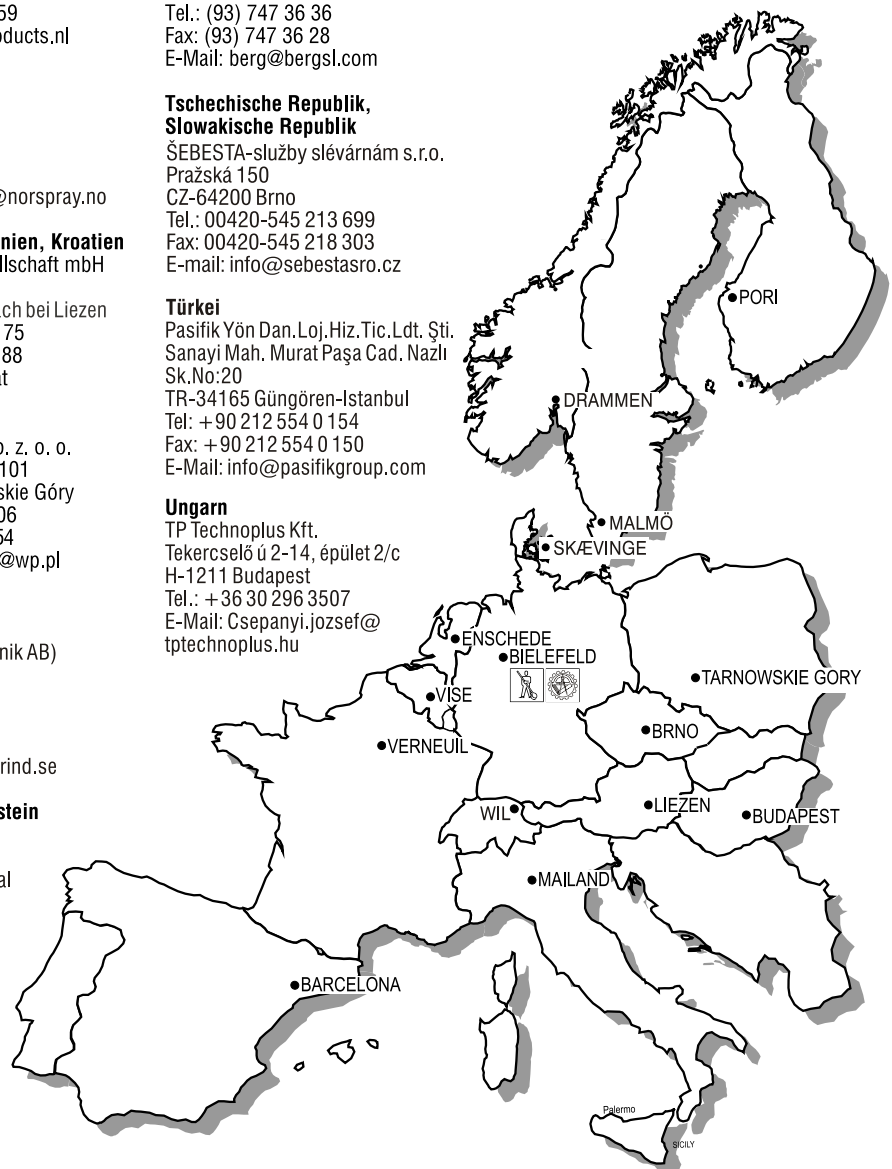 59
oducts.nl
@norspray.no
nien, Kroatien
llschaft mbH
ch bei Liezen
75
88
at
p. z. o. o.
101
skie Góry
06
54
@wp.pl
nik AB)
rind.se
stein
al
Tel.: (93) 747 36 36
Fax: (93) 747 36 28
E-Mail: berg@bergsl.com
Tschechische Republik,
Slowakische Republik
ŠEBESTA-služby slévárnám s.r.o.
Pražská 150
CZ-64200 Brno
Tel.: 00420-545 213 699
Fax: 00420-545 218 303
E-mail: info@sebestasro.cz
Türkei
Pasifik Yön Dan.Loj.Hiz.Tic.Ldt. Şti.
Sanayi Mah. Murat Paşa Cad. Nazlı
Sk.No:20
TR-34165 Güngören-Istanbul
Tel: +90 212 554 0 154
Fax: +90 212 554 0 150
E-Mail: info@pasifikgroup.com
Ungarn
TP Technoplus Kft.
Tekercselő ú 2-14, épület 2/c
H-1211 Budapest
Tel.: +36 30 296 3507
E-Mail: Csepanyi.jozsef@
tptechnoplus.hu
PORI
DRAMMEN
MALMÖ
SKÆVINGE
ENSCHEDE
BIELEFELD
TARNOWSKIE GORY
VISE
BRNO
VERNEUIL
WIL
LIEZEN
BUDAPEST
MAILAND
BARCELONA
Palermo
SICILY